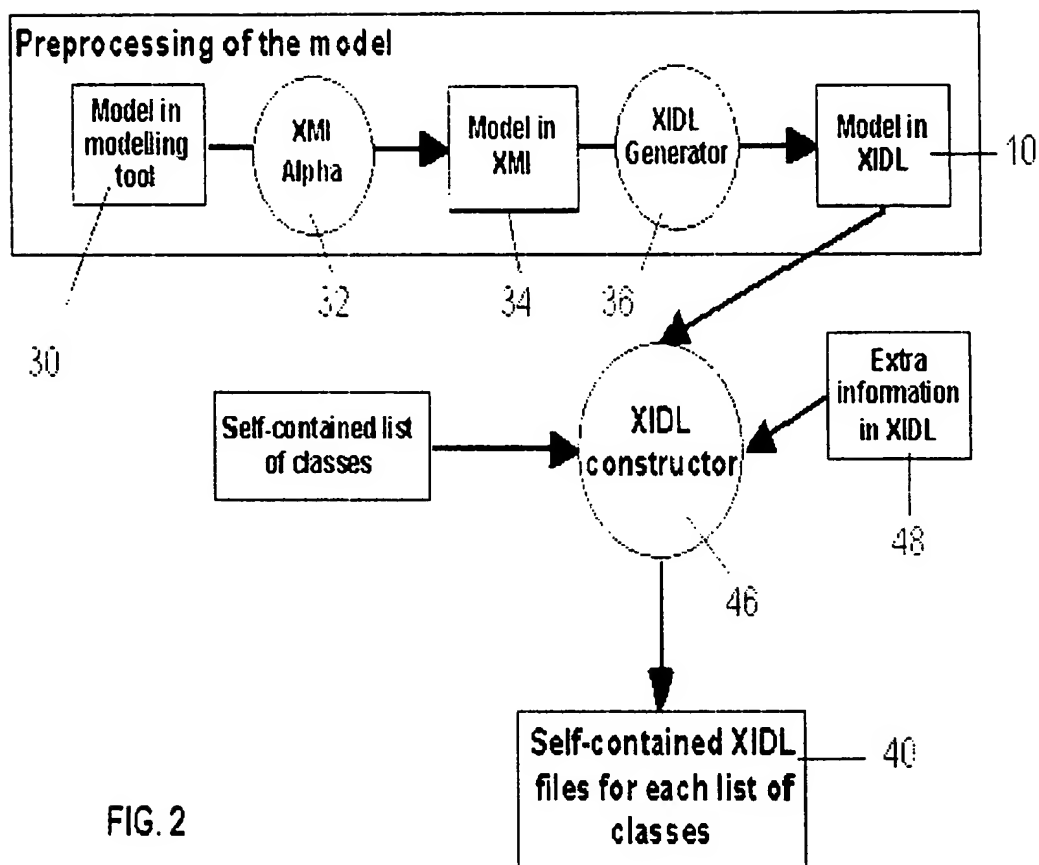 Preprocessing of the model
Model in
modelling
tool
XMI
Alpha
Model in
XMI
XIDL
Generator
Model in
XIDL
10
30
32
34
36
Self-contained list
of classes
XIDL
constructor
Extra
information
in XIDL
48
46
Self-contained XIDL
files for each list of
classes
40
FIG. 2